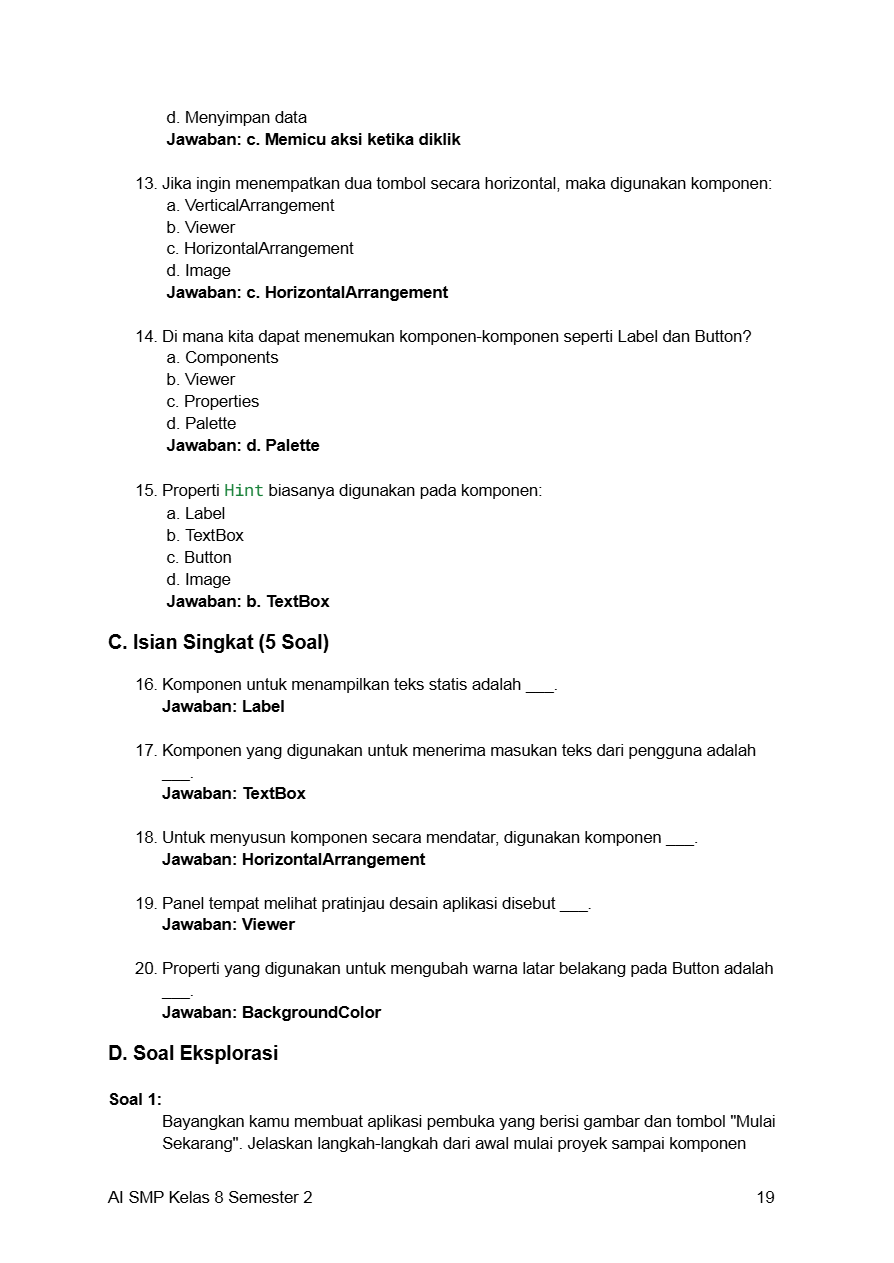 d. Menyimpan data
Jawaban: c. Memicu aksi ketika diklik
13. Jika ingin menempatkan dua tombol secara horizontal, maka digunakan komponen:
a. VerticalArrangement
b. Viewer
c. HorizontalArrangement
d. Image
Jawaban: c. HorizontalArrangement
14. Di mana kita dapat menemukan komponen-komponen seperti Label dan Button?
a. Components
b. Viewer
c. Properties
d. Palette
Jawaban: d. Palette
15. Properti Hint biasanya digunakan pada komponen:
a. Label
b. TextBox
c. Button
d. Image
Jawaban: b. TextBox
C. Isian Singkat (5 Soal)
16. Komponen untuk menampilkan teks statis adalah ___.
Jawaban: Label
17. Komponen yang digunakan untuk menerima masukan teks dari pengguna adalah
___.
Jawaban: TextBox
18. Untuk menyusun komponen secara mendatar, digunakan komponen ___.
Jawaban: HorizontalArrangement
19. Panel tempat melihat pratinjau desain aplikasi disebut ___.
Jawaban: Viewer
20. Properti yang digunakan untuk mengubah warna latar belakang pada Button adalah
___.
Jawaban: BackgroundColor
D. Soal Eksplorasi
Soal 1:
Bayangkan kamu membuat aplikasi pembuka yang berisi gambar dan tombol "Mulai
Sekarang". Jelaskan langkah-langkah dari awal mulai proyek sampai komponen
AI SMP Kelas 8 Semester 2 19